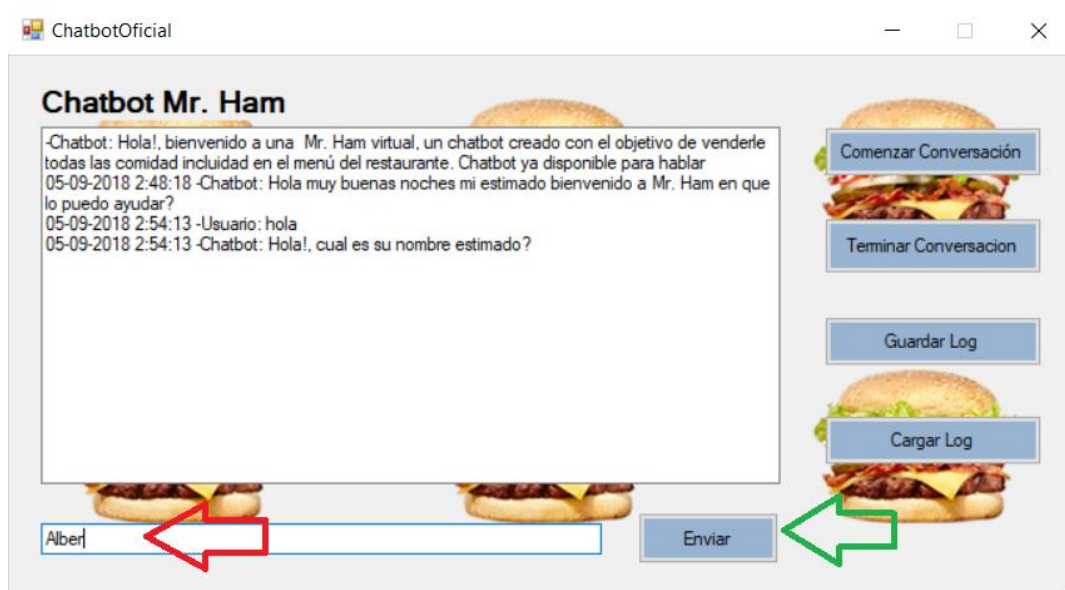 ChatbotOficial
Chatbot Mr. Ham
-Chatbot: Hola!, bienvenido a una  Mr. Ham virtual, un chatbot creado con el objetivo de venderle
todas las comidad incluidad en el menú del restaurante. Chatbot ya disponible para hablar
05-09-2018 2:48:18 -Chatbot: Hola muy buenas noches mi estimado bienvenido a Mr. Ham en que
lo puedo ayudar?
05-09-2018 2:54:13 -Usuario: hola
05-09-2018 2:54:13 -Chatbot: Hola!, cual es su nombre estimado?
Comenzar Conversación
Terminar Conversacion
Guardar Log
Cargar Log
Alber
Enviar